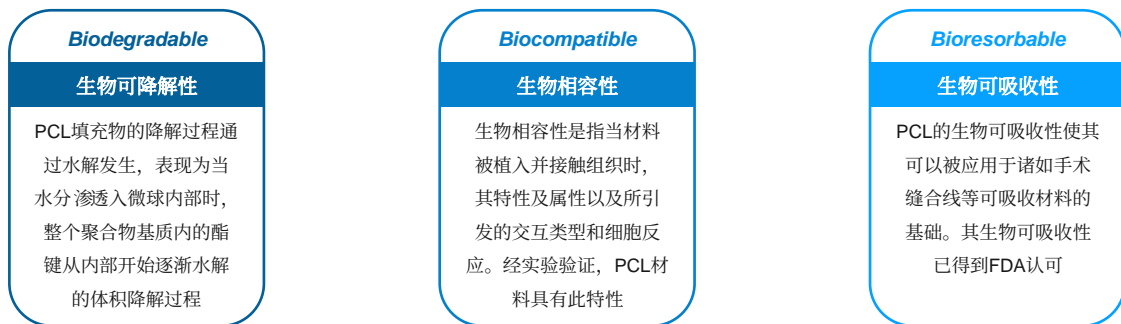 Biodegradable
生物可降解性
PCL填充物的降解过程通
过水解发生，表现为当
水分渗透入微球内部时，
整个聚合物基质内的酯
键从内部开始逐渐水解
的体积降解过程
Biocompatible
生物相容性
生物相容性是指当材料
被植入并接触组织时，
其特性及属性以及所引
发的交互类型和细胞反
应。经实验验证，PCL材
料具有此特性
Bioresorbable
生物可吸收性
PCL的生物可吸收性使其
可以被应用于诸如手术
缝合线等可吸收材料的
基础。其生物可吸收性
已得到FDA认可